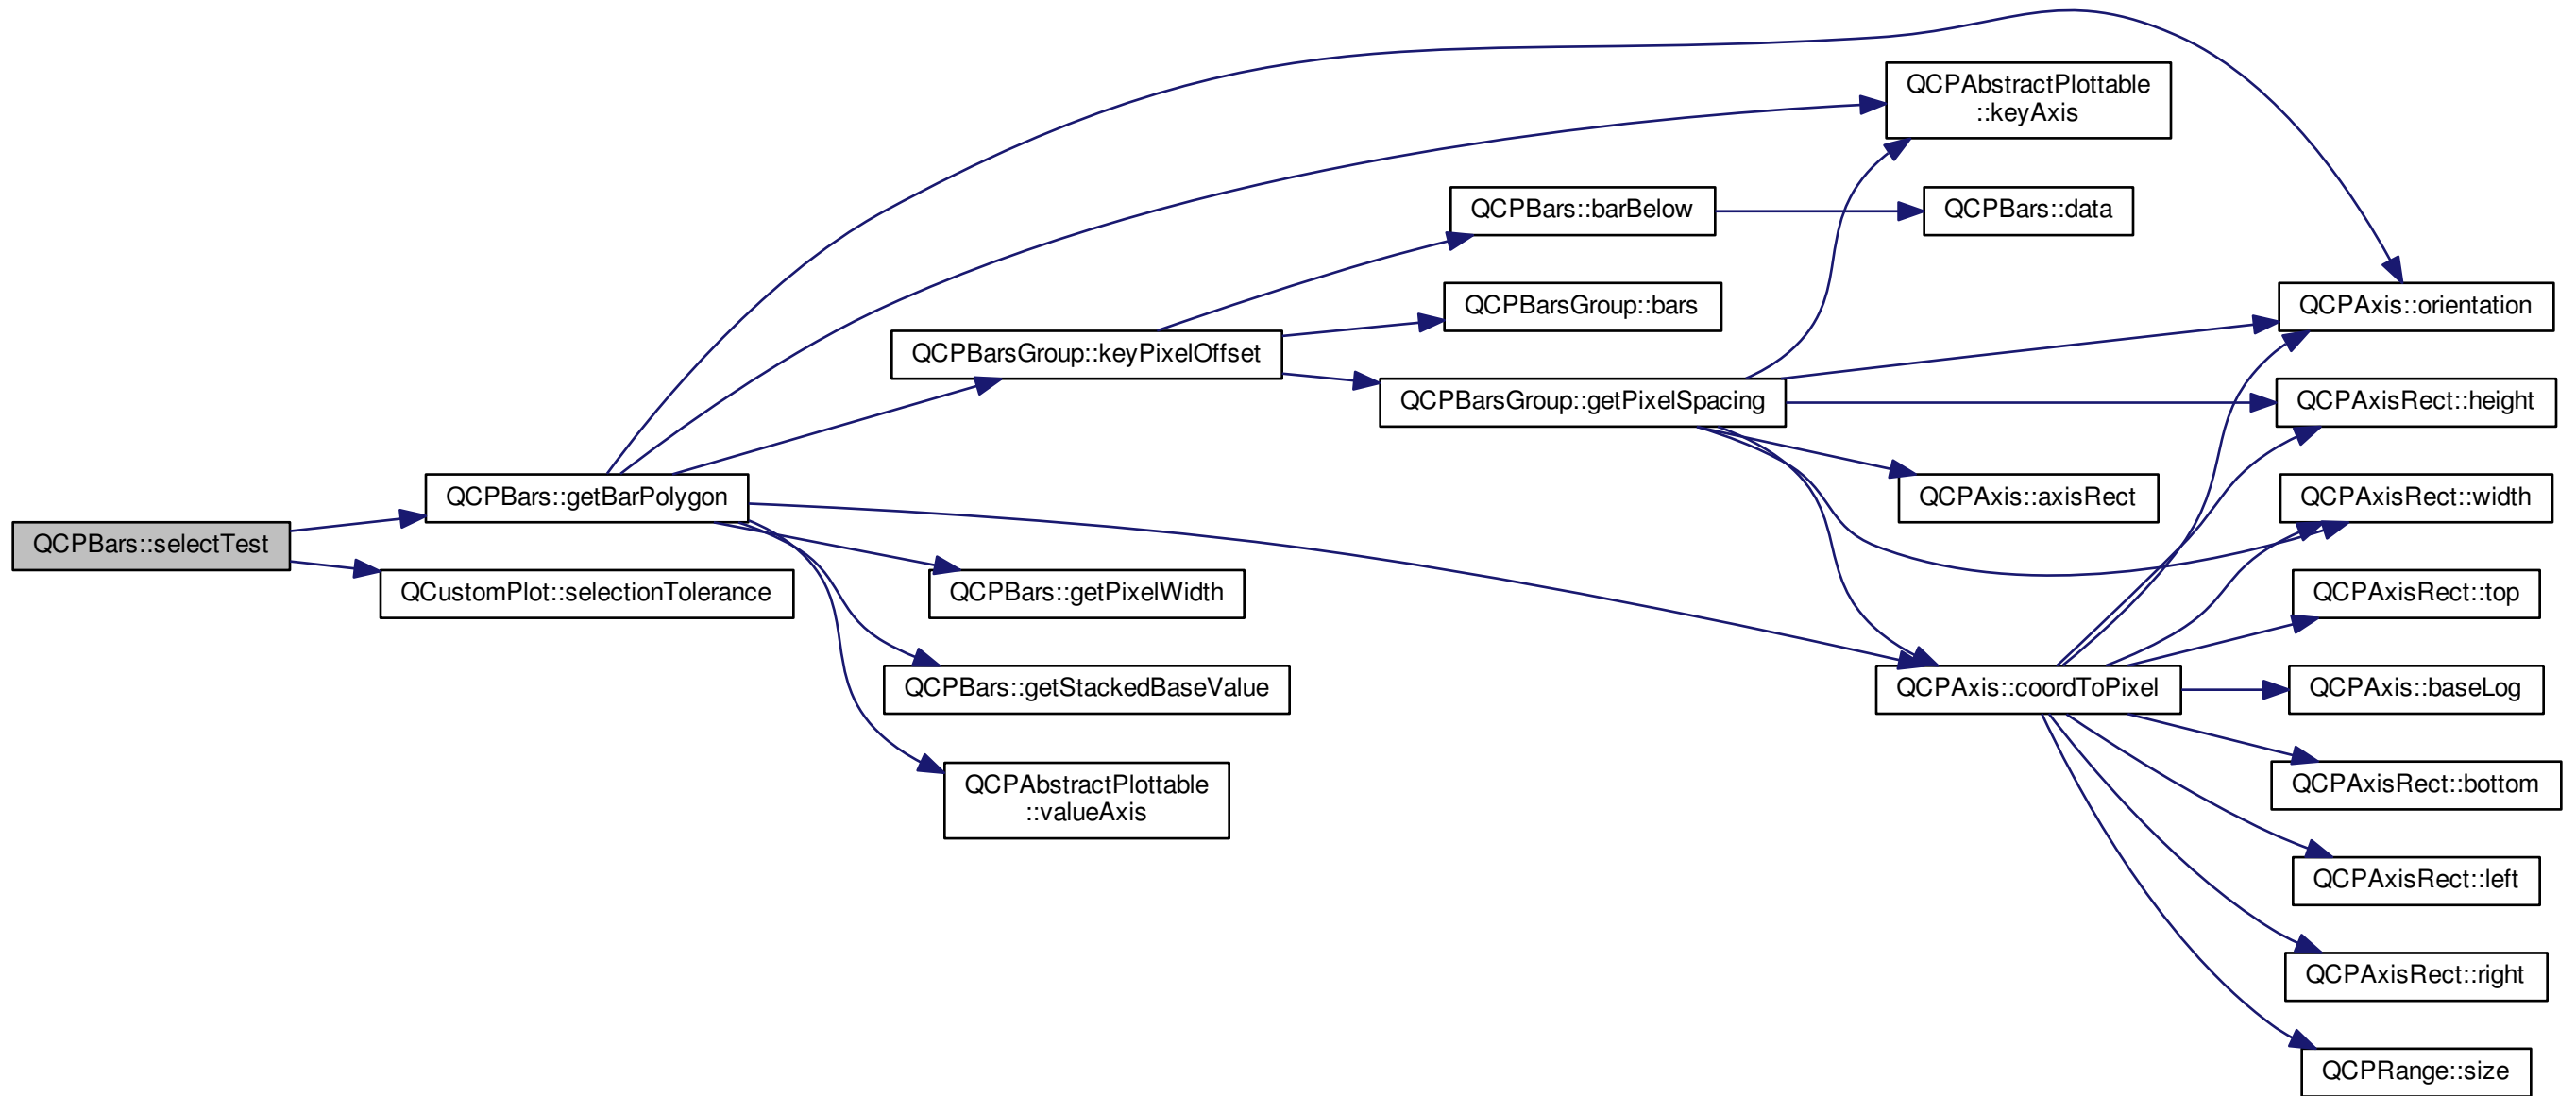 QCPBars::selectTest
QCPBars::getBarPolygon
QCustomPlot::selectionTolerance
QCPBarsGroup::keyPixelOffset
QCPBars::getPixelWidth
QCPBars::getStackedBaseValue
QCPAbstractPlottable
::valueAxis
QCPBars::barBelow
QCPBarsGroup::bars
QCPBarsGroup::getPixelSpacing
QCPAbstractPlottable
::keyAxis
QCPBars::data
QCPAxis::axisRect
QCPAxis::coordToPixel
QCPAxis::orientation
QCPAxisRect::height
QCPAxisRect::width
QCPAxisRect::top
QCPAxis::baseLog
QCPAxisRect::bottom
QCPAxisRect::left
QCPAxisRect::right
QCPRange::size